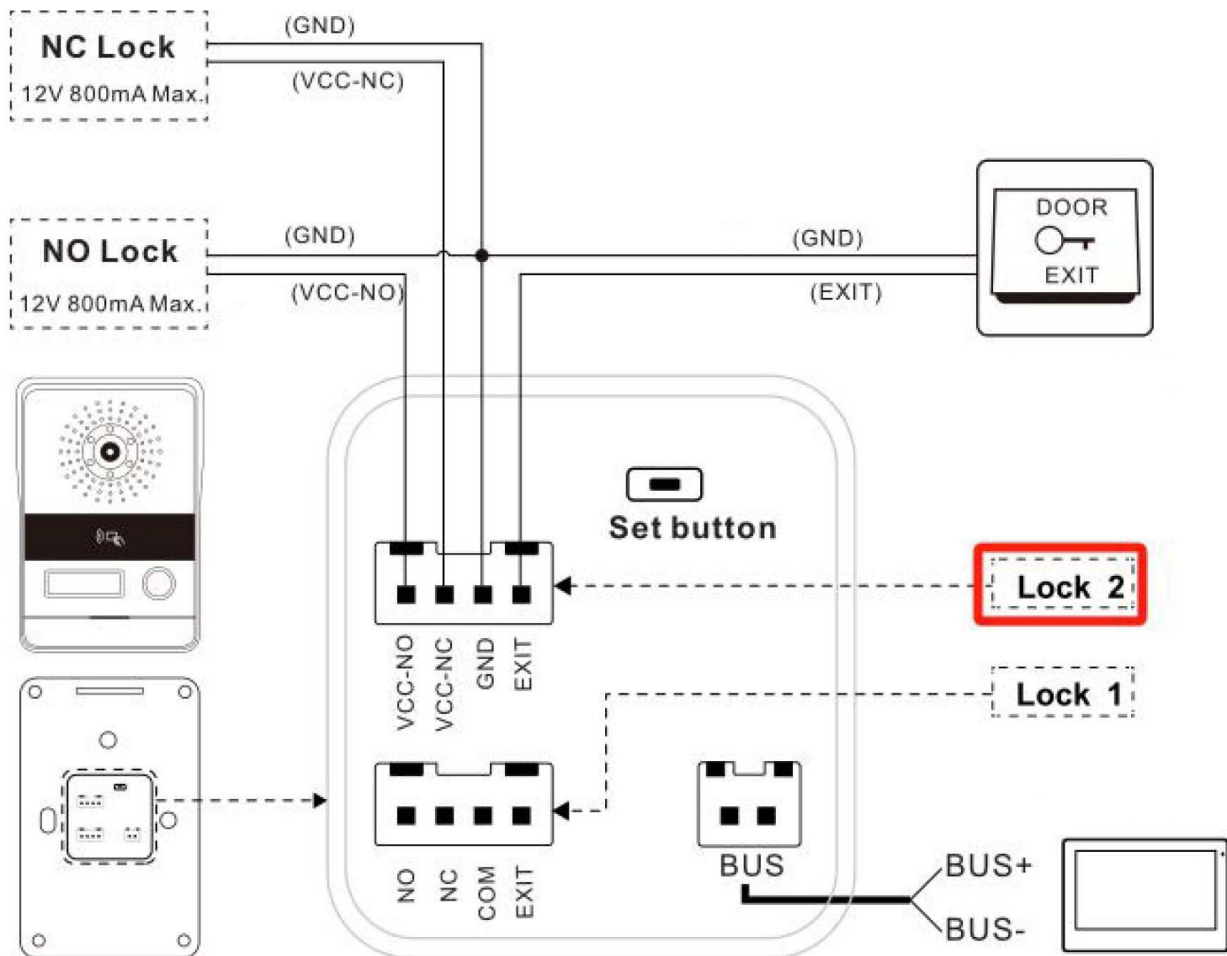 (GND)
NC Lock
(VCC-NC)
12V 800mA Max.
(GND)
NO Lock
(VCC-NO)
12V 800mA Max.
(GND)
(EXIT)
DOOR
EXIT
Set button
Lock 2
VCC-NO
VCC-NC
GND
EXIT
Lock 1
NO
NC
COM
EXIT
BUS
BUS+
BUS-